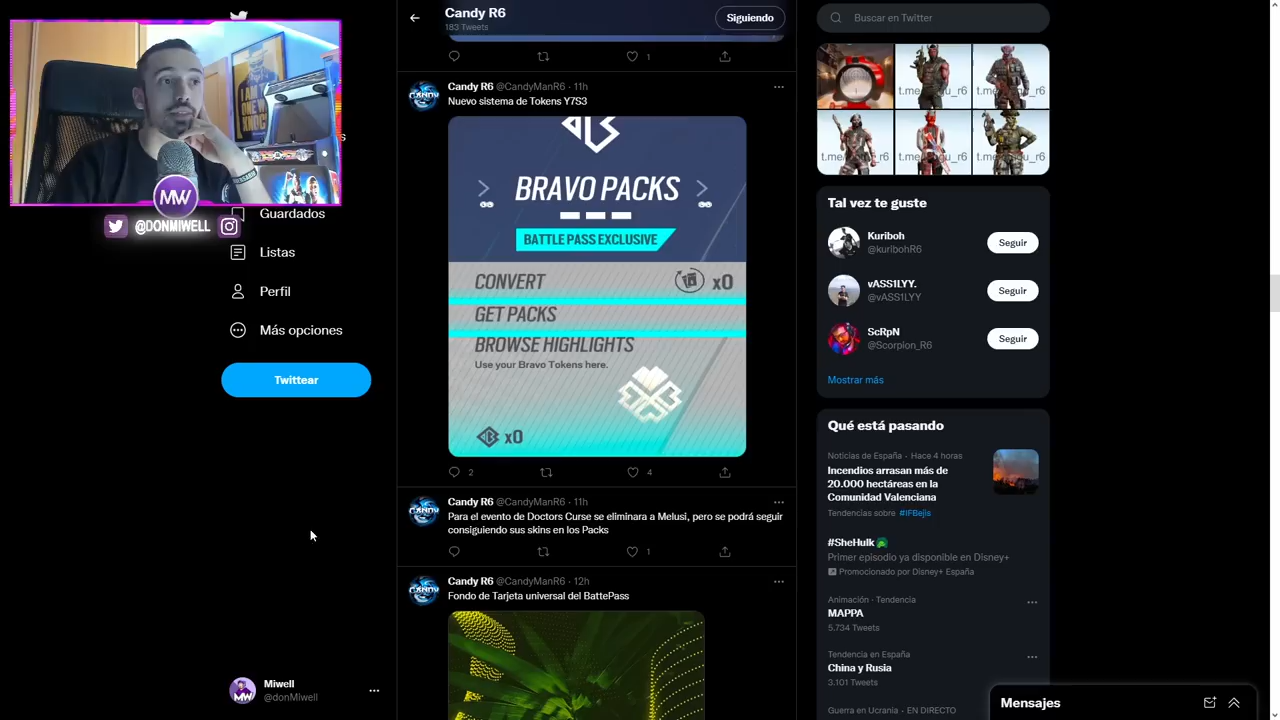 I AM
ONE W
KNOC
MW
@DONMIWELL
Guardados
Listas
Perfil
Más opciones
Twittear
Miwell
@donMiwell
Candy R6
183 Tweets
Siguiendo
1
Candy R6 @CandyManR6 · 11h
Nuevo sistema de Tokens Y7S3
BRAVO PACKS
BATTLE PASS EXCLUSIVE
CONVERT x0
GET PACKS
BROWSE HIGHLIGHTS
Use your Bravo Tokens here.
x0
2 4
Candy R6 @CandyManR6 · 11h
Para el evento de Doctors Curse se eliminara a Melusi, pero se podrá seguir
consiguiendo sus skins en los Packs
1
Candy R6 @CandyManR6 · 12h
Fondo de Tarjeta universal del BattePass
Buscar en Twitter
Tal vez te guste
Kuriboh
@kuribohR6
Seguir
vASS1LYY.
@vASS1LYY
Seguir
ScRpN
@Scorpion_R6
Seguir
Mostrar más
Qué está pasando
Noticias de España · Hace 4 horas
Incendios arrasan más de
20.000 hectáreas en la
Comunidad Valenciana
Tendencias sobre #IFBejis
#SheHulk
Primer episodio ya disponible en Disney+
Promocionado por Disney+ España
Animación · Tendencia
MAPPA
5.734 Tweets
Tendencia en España
China y Rusia
3.101 Tweets
Guerra en Ucrania · EN DIRECTO
Mensajes